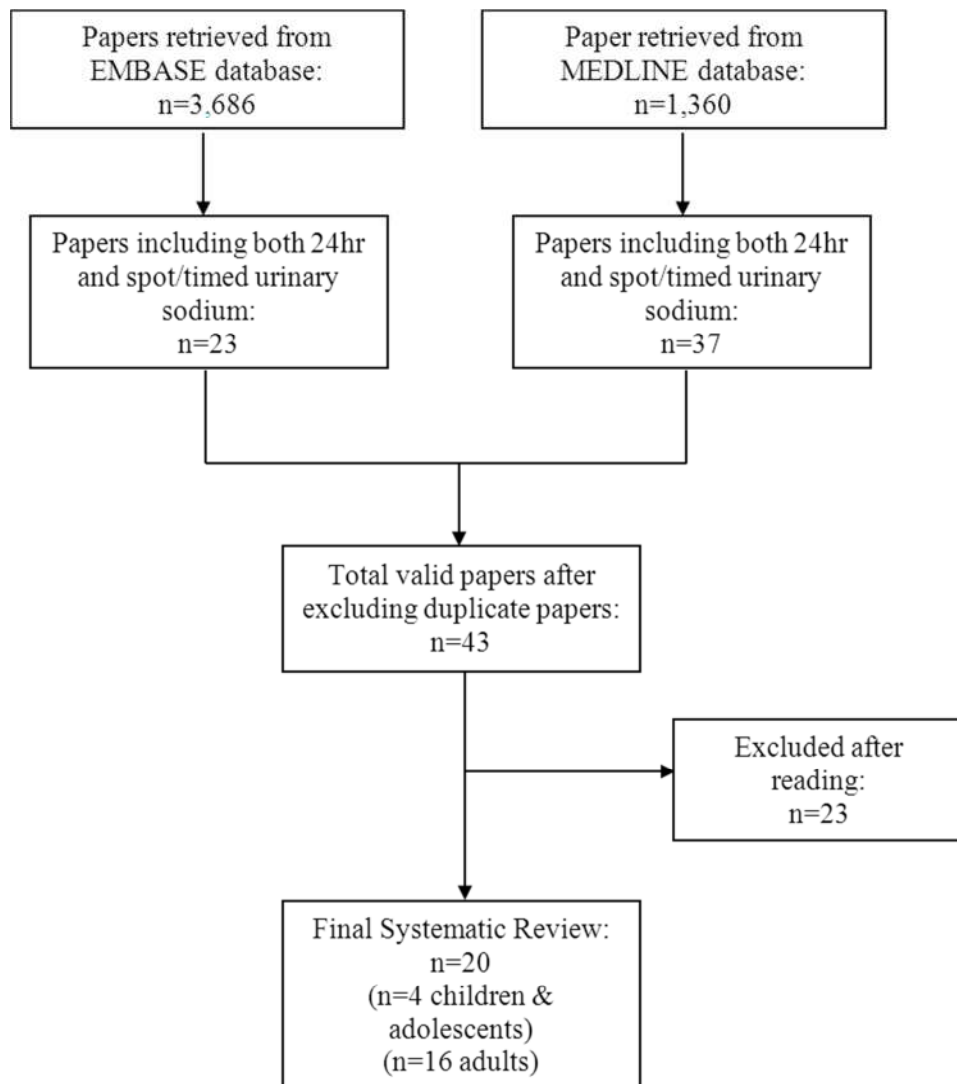 Papers retrieved from
EMBASE database:
n=3,686
Paper retrieved from
MEDLINE database:
n=1,360
Papers including both 24hr
and spot/timed urinary
sodium:
n=23
Papers including both 24hr
and spot/timed urinary
sodium:
n=37
Total valid papers after
excluding duplicate papers:
n=43
Excluded after
reading:
n=23
Final Systematic Review:
n=20
(n=4 children &
adolescents)
(n=16 adults)